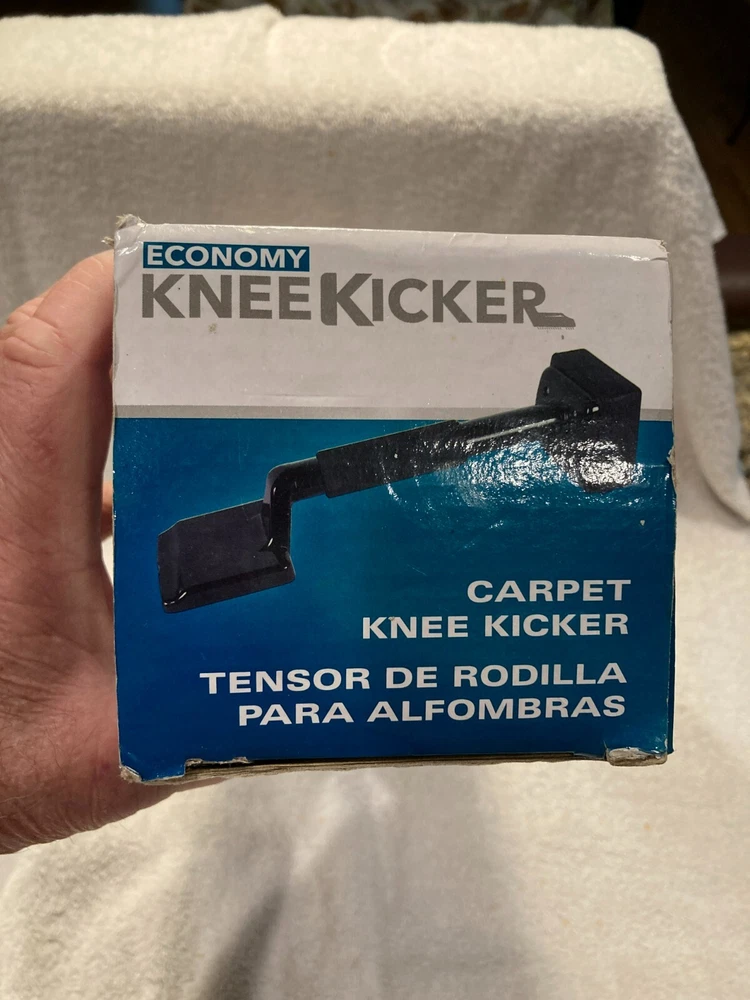 ECONOMY
KNEEKICKER
CARPET
KNEE KICKER
TENSOR DE RODILLA
PARA ALFOMBRAS